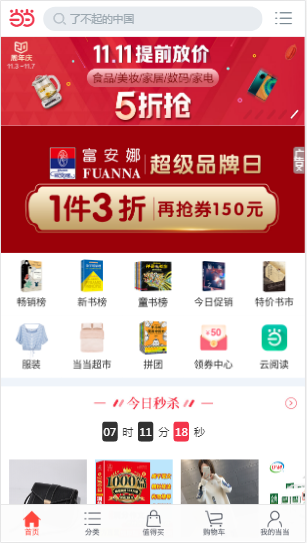 当当
了不起的中国
周年庆
11.3-11.7
11.11提前放价
食品/美妆/家居/数码/家电
5折抢
广告
富安娜
FUANNA
超级品牌日
1件3折 再抢券150元
畅销榜 新书榜 童书榜 今日促销 特价书市
¥50
服装 当当超市 拼团 领券中心 云阅读
今日秒杀
07 时 11 分 18 秒
1000
首页 分类 值得买 购物车 我的当当